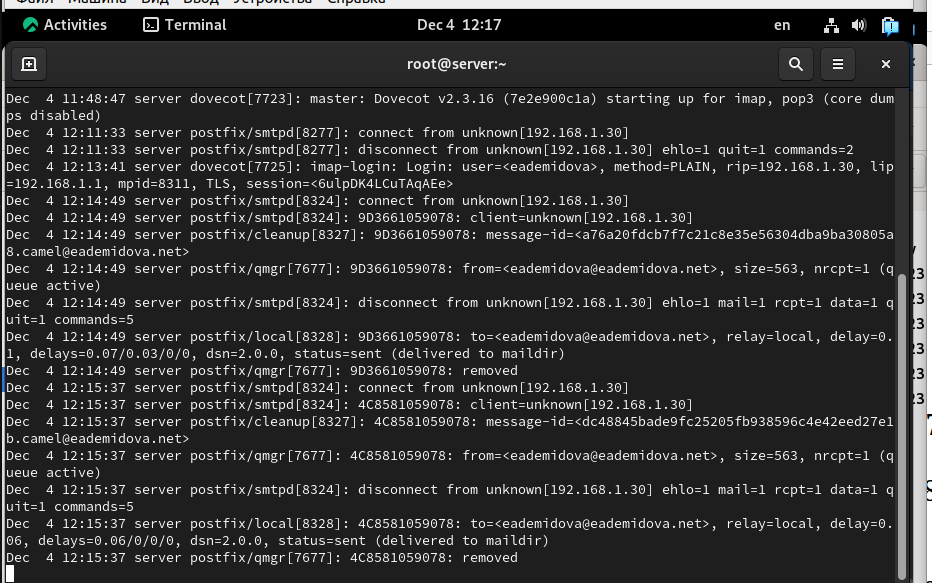 Файл Машина Вид Ввод Устройства Справка
Activities Terminal Dec 4 12:17 en
root@server:~
Dec  4 11:48:47 server dovecot[7723]: master: Dovecot v2.3.16 (7e2e900c1a) starting up for imap, pop3 (core dum
ps disabled)
Dec  4 12:11:33 server postfix/smtpd[8277]: connect from unknown[192.168.1.30]
Dec  4 12:11:33 server postfix/smtpd[8277]: disconnect from unknown[192.168.1.30] ehlo=1 quit=1 commands=2
Dec  4 12:13:41 server dovecot[7725]: imap-login: Login: user=<eademidova>, method=PLAIN, rip=192.168.1.30, lip
=192.168.1.1, mpid=8311, TLS, session=<6ulpDK4LCuTAqAEe>
Dec  4 12:14:49 server postfix/smtpd[8324]: connect from unknown[192.168.1.30]
Dec  4 12:14:49 server postfix/smtpd[8324]: 9D3661059078: client=unknown[192.168.1.30]
Dec  4 12:14:49 server postfix/cleanup[8327]: 9D3661059078: message-id=<a76a20fdcb7f7c21c8e35e56304dba9ba30805a
8.camel@eademidova.net>
Dec  4 12:14:49 server postfix/qmgr[7677]: 9D3661059078: from=<eademidova@eademidova.net>, size=563, nrcpt=1 (q
ueue active)
Dec  4 12:14:49 server postfix/smtpd[8324]: disconnect from unknown[192.168.1.30] ehlo=1 mail=1 rcpt=1 data=1 q
uit=1 commands=5
Dec  4 12:14:49 server postfix/local[8328]: 9D3661059078: to=<eademidova@eademidova.net>, relay=local, delay=0.
1, delays=0.07/0.03/0/0, dsn=2.0.0, status=sent (delivered to maildir)
Dec  4 12:14:49 server postfix/qmgr[7677]: 9D3661059078: removed
Dec  4 12:15:37 server postfix/smtpd[8324]: connect from unknown[192.168.1.30]
Dec  4 12:15:37 server postfix/smtpd[8324]: 4C8581059078: client=unknown[192.168.1.30]
Dec  4 12:15:37 server postfix/cleanup[8327]: 4C8581059078: message-id=<dc48845bade9fc25205fb938596c4e42eed27e1
b.camel@eademidova.net>
Dec  4 12:15:37 server postfix/qmgr[7677]: 4C8581059078: from=<eademidova@eademidova.net>, size=563, nrcpt=1 (q
ueue active)
Dec  4 12:15:37 server postfix/smtpd[8324]: disconnect from unknown[192.168.1.30] ehlo=1 mail=1 rcpt=1 data=1 q
uit=1 commands=5
Dec  4 12:15:37 server postfix/local[8328]: 4C8581059078: to=<eademidova@eademidova.net>, relay=local, delay=0.
06, delays=0.06/0/0/0, dsn=2.0.0, status=sent (delivered to maildir)
Dec  4 12:15:37 server postfix/qmgr[7677]: 4C8581059078: removed